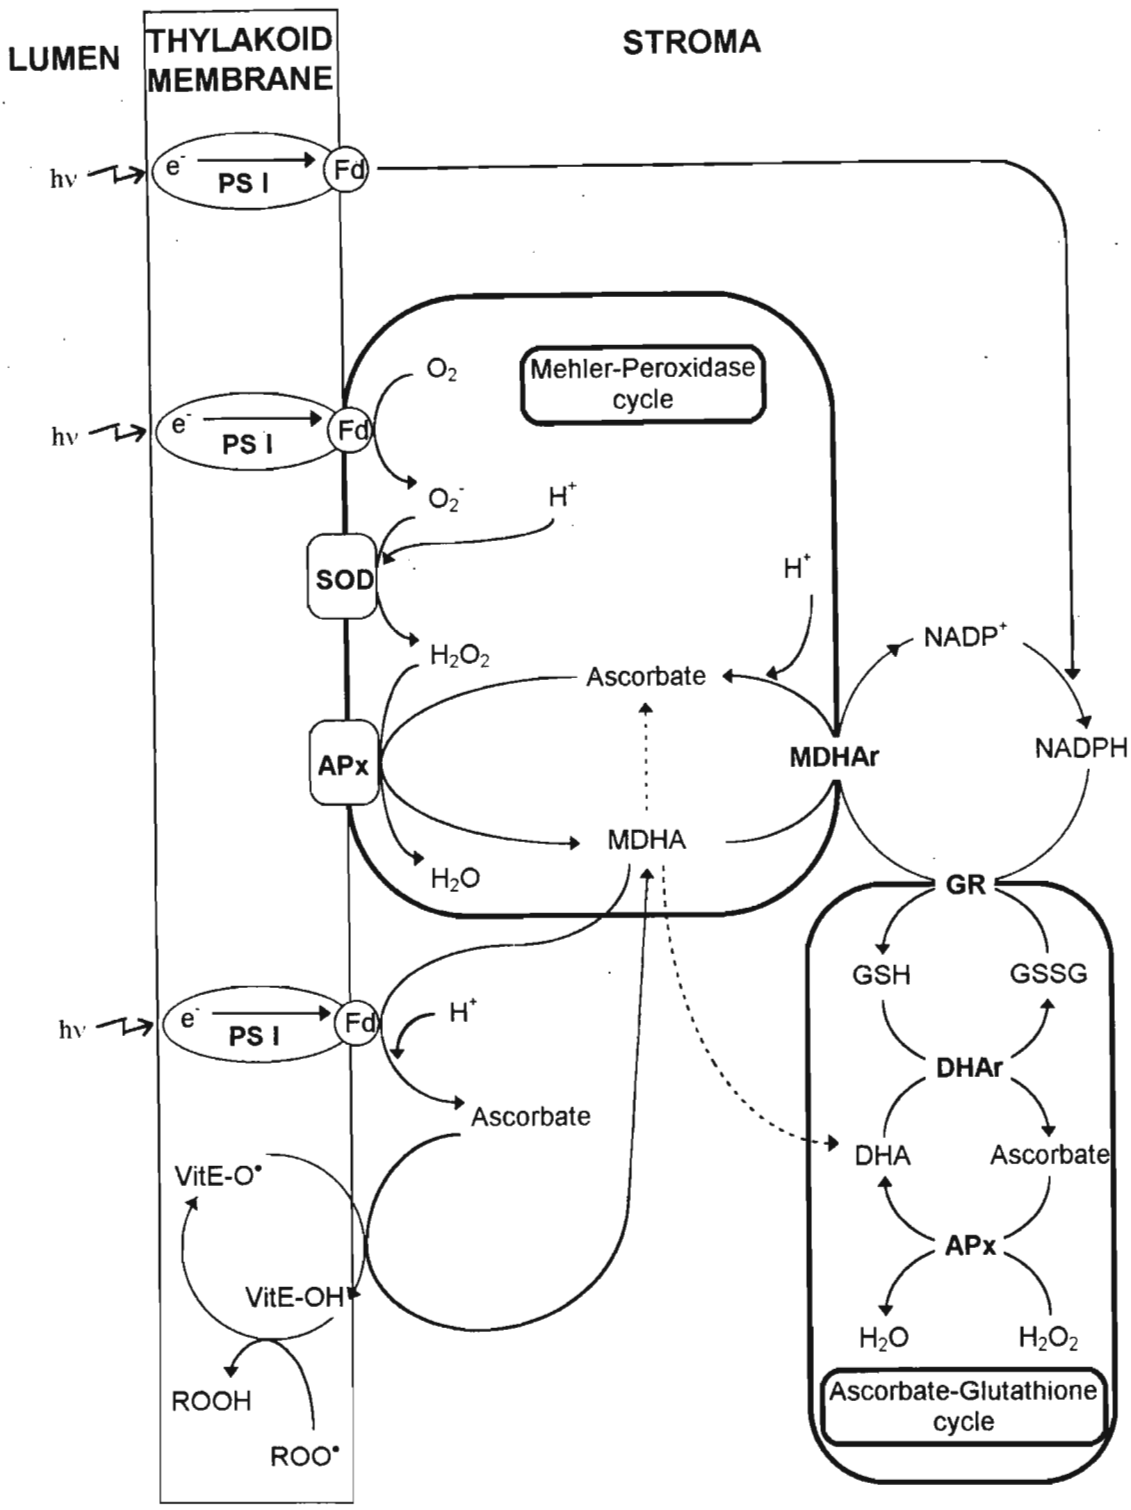 LUMEN
THYLAKOID
MEMBRANE
STROMA
hν
e⁻
PS I
Fd
Mehler-Peroxidase
cycle
O₂
hν
e⁻
PS I
Fd
O₂⁻
H⁺
SOD
H₂O₂
H⁺
Ascorbate
NADP⁺
APx
MDHAr
NADPH
MDHA
H₂O
GR
GSH
GSSG
hν
e⁻
PS I
Fd
H⁺
DHAr
Ascorbate
VitE-O•
DHA
Ascorbate
APx
VitE-OH
H₂O
H₂O₂
ROOH
ROO•
Ascorbate-Glutathione
cycle